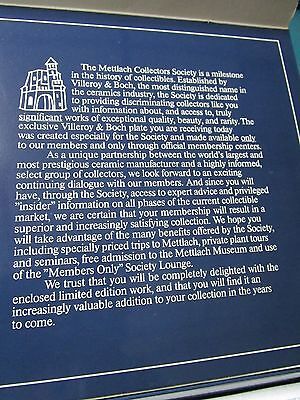 The Mettlach Collectors Society is a milestone
in the history of collectibles. Established by
Villeroy & Boch, the most distinguished name in
the ceramics industry, the Society is dedicated
to providing discriminating collectors like you
with information about, and access to, truly
significant works of exceptional quality, beauty, and rarity. The
exclusive Villeroy & Boch plate you are receiving today
was created especially for the Society and made available only
to our members and only through official membership centers.
As a unique partnership between the world's largest and
most prestigious ceramic manufacturer and a highly informed,
select group of collectors, we look forward to an exciting
continuing dialogue with our members. And since you will
have, through the Society, access to expert advice and privileged
"insider" information on all phases of the current collectible
market, we are certain that your membership will result in a
superior and increasingly satisfying collection. We hope you
will take advantage of the many benefits offered by the Society,
including specially priced trips to Mettlach, private plant tours
and seminars, free admission to the Mettlach Museum and use
of the "Members Only" Society Lounge.
We trust that you will be completely delighted with the
enclosed limited edition work, and that you will find it an
increasingly valuable addition to your collection in the years
to come.